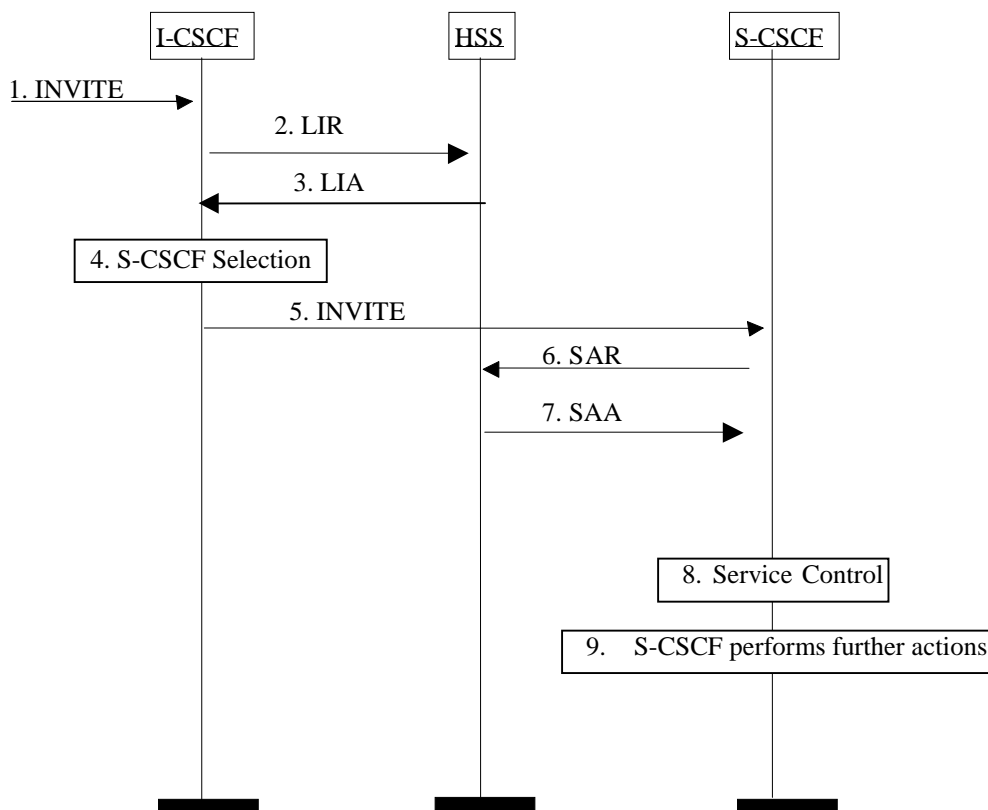 I-CSCF
HSS
S-CSCF
1. INVITE
2. LIR
3. LIA
4. S-CSCF Selection
5. INVITE
6. SAR
7. SAA
8. Service Control
9. S-CSCF performs further actions